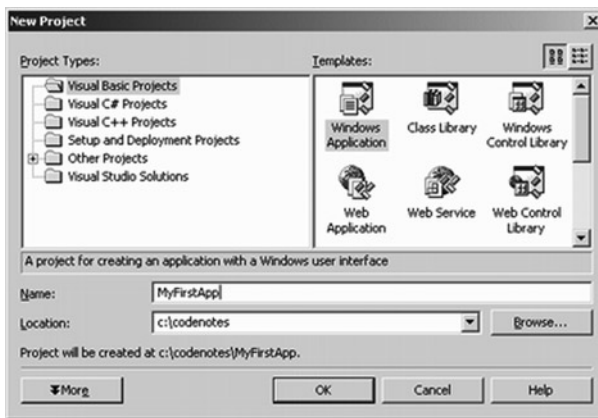 New Project
Project Types:
Templates:
Visual Basic Projects
Visual C# Projects
Visual C++ Projects
Setup and Deployment Projects
Other Projects
Visual Studio Solutions
Windows
Application
Class Library
Windows
Control Library
Web
Application
Web Service
Web Control
Library
A project for creating an application with a Windows user interface
Name:
MyFirstApp
Location:
c:\codenotes
Browse...
Project will be created at c:\codenotes\MyFirstApp.
More
OK
Cancel
Help